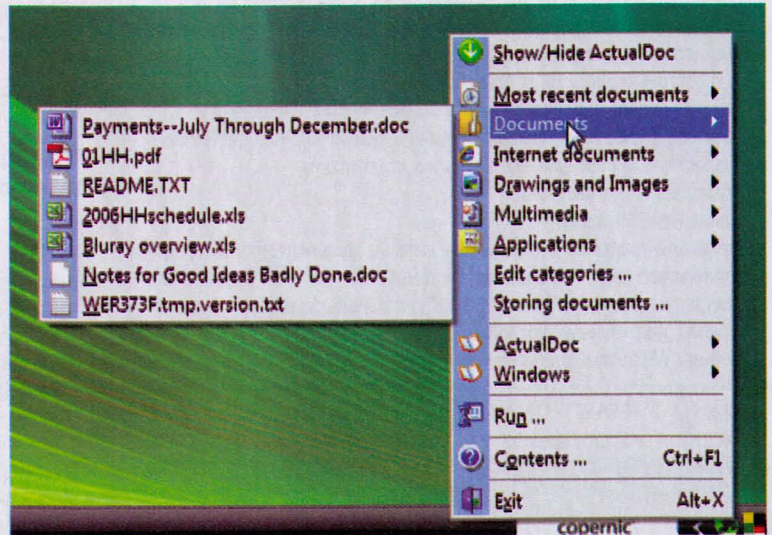 Show/Hide ActualDoc
Most recent documents
Documents
Internet documents
Drawings and Images
Multimedia
Applications
Edit categories ...
Storing documents ...
ActualDoc
Windows
Run ...
Contents ... Ctrl+F1
Exit Alt+X
Payments--July Through December.doc
01HH.pdf
README.TXT
2006HHschedule.xls
Bluray overview.xls
Notes for Good Ideas Badly Done.doc
WER373F.tmp.version.txt
copernic